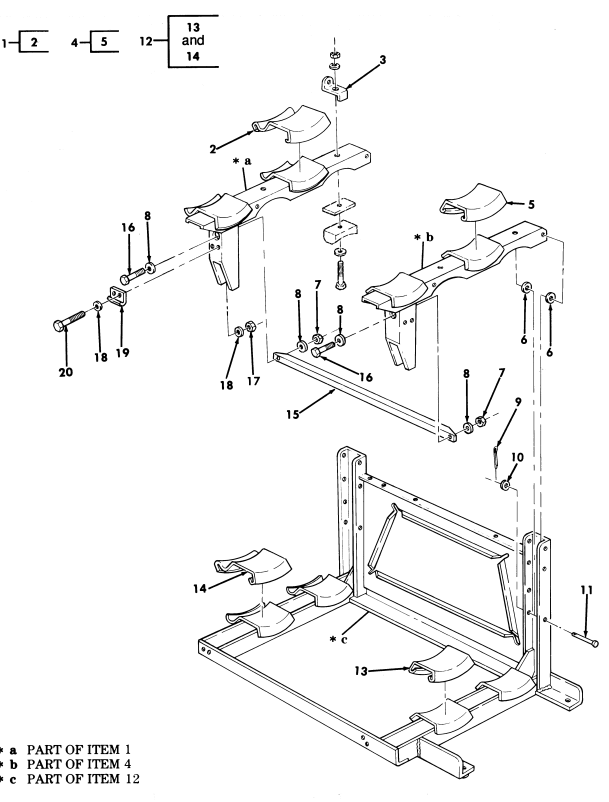 13
1 2 4 5 12 and
14
3
2
* a
5
16 8
* b
8 7 8
6 6
20 18 19
18 17
16
15
8 7
9
10
14
11
* c
13
* a PART OF ITEM 1
* b PART OF ITEM 4
* c PART OF ITEM 12